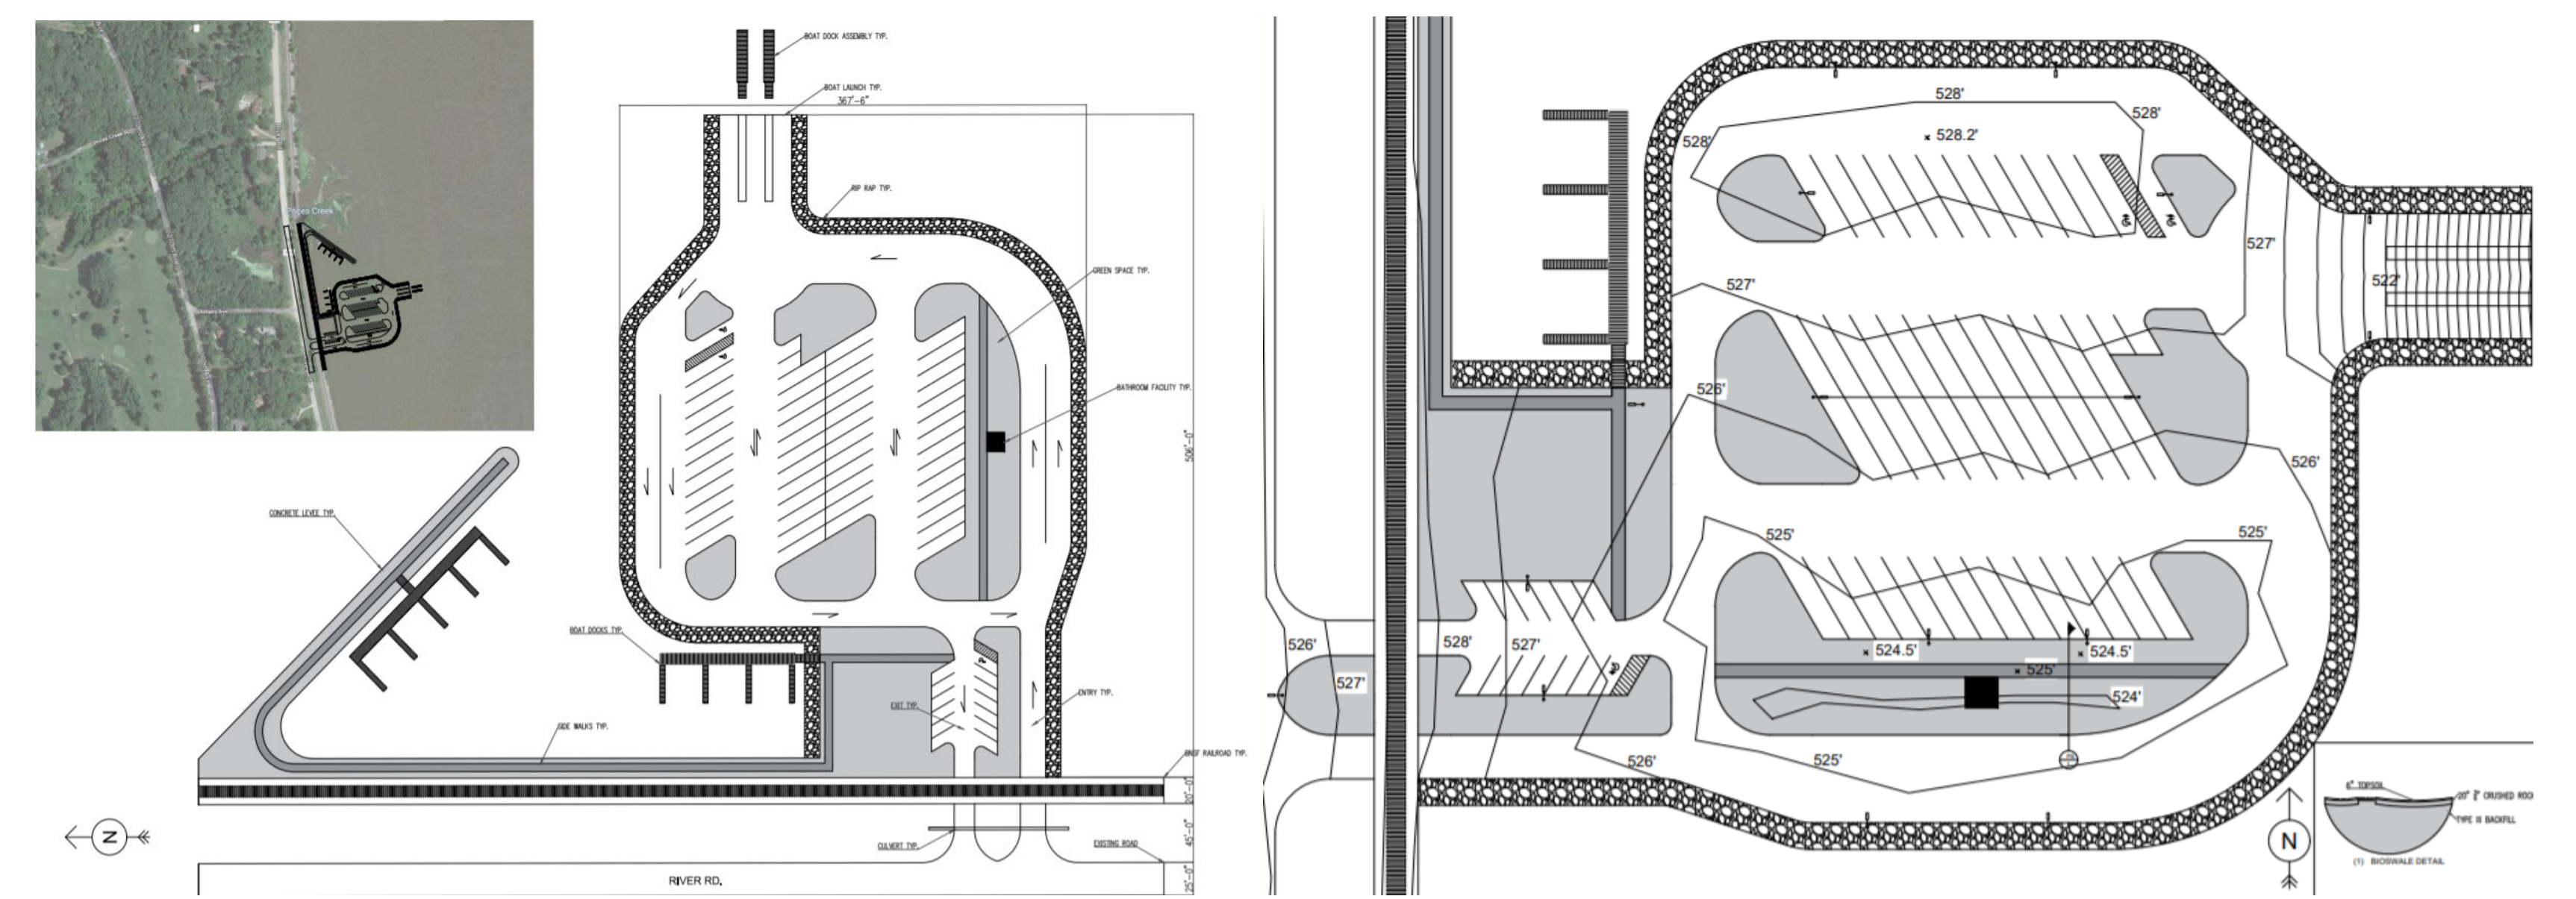 Prices Creek
BOAT DOCK ASSEMBLY TYP.
BOAT LAUNCH TYP.
367'-6"
RIP RAP TYP.
GREEN SPACE TYP.
BATHROOM FACILITY TYP.
506'-0"
CONCRETE LEVEE TYP.
BOAT DOCKS TYP.
SIDE WALKS TYP.
EXIT TYP.
ENTRY TYP.
BNSF RAILROAD TYP.
20'-0"
45'-0"
25'-0"
CULVERT TYP.
EXISTING ROAD
RIVER RD.
N
528'
528'
528'
528.2'
527'
527'
522'
526'
526'
525'
525'
526'
528'
527'
527'
524.5'
524.5'
525'
524'
526'
525'
N
6" TOPSOIL
TYPE III BACKFILL
(1) BIOSWALE DETAIL